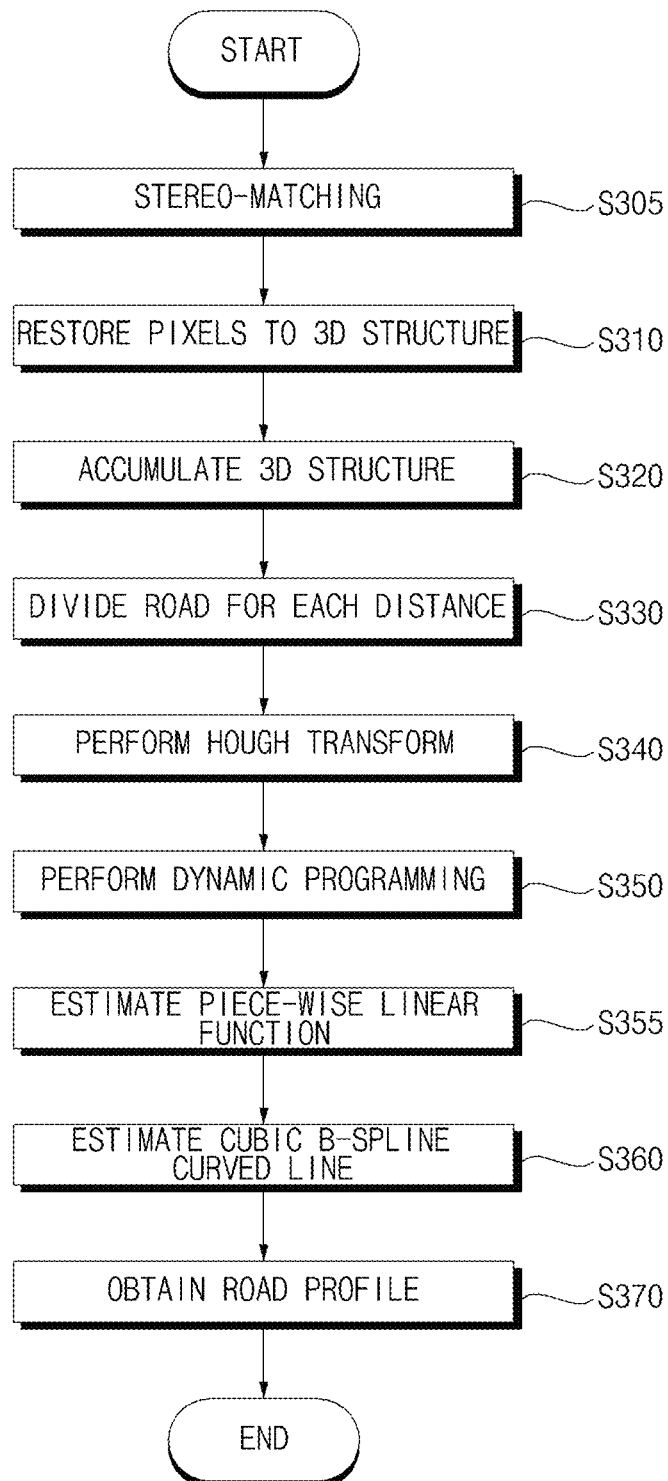 START
STEREO-MATCHING
S305
RESTORE PIXELS TO 3D STRUCTURE
S310
ACCUMULATE 3D STRUCTURE
S320
DIVIDE ROAD FOR EACH DISTANCE
S330
PERFORM HOUGH TRANSFORM
S340
PERFORM DYNAMIC PROGRAMMING
S350
ESTIMATE PIECE-WISE LINEAR
FUNCTION
S355
ESTIMATE CUBIC B-SPLINE
CURVED LINE
S360
OBTAIN ROAD PROFILE
S370
END